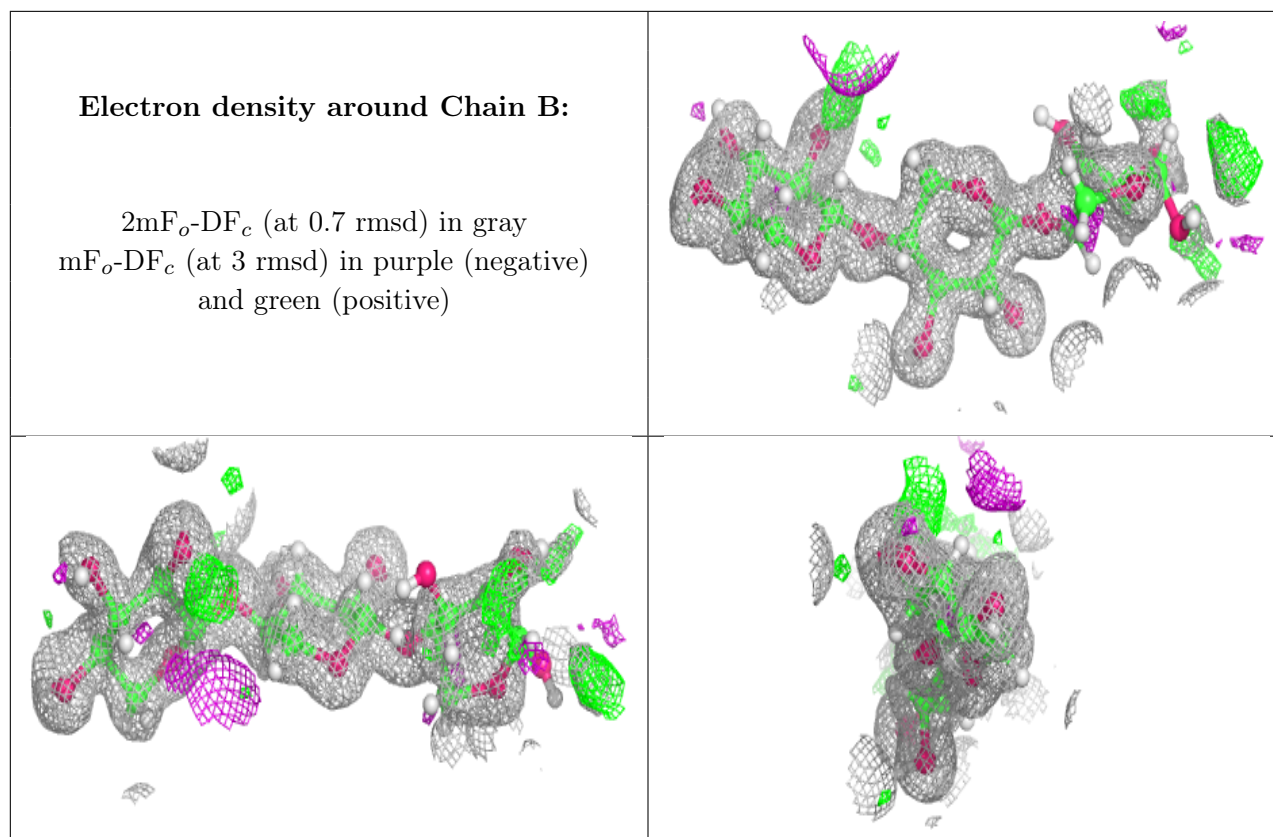 Electron density around Chain B:
2mFₒ-DF𝒸 (at 0.7 rmsd) in gray
mFₒ-DF𝒸 (at 3 rmsd) in purple (negative)
and green (positive)